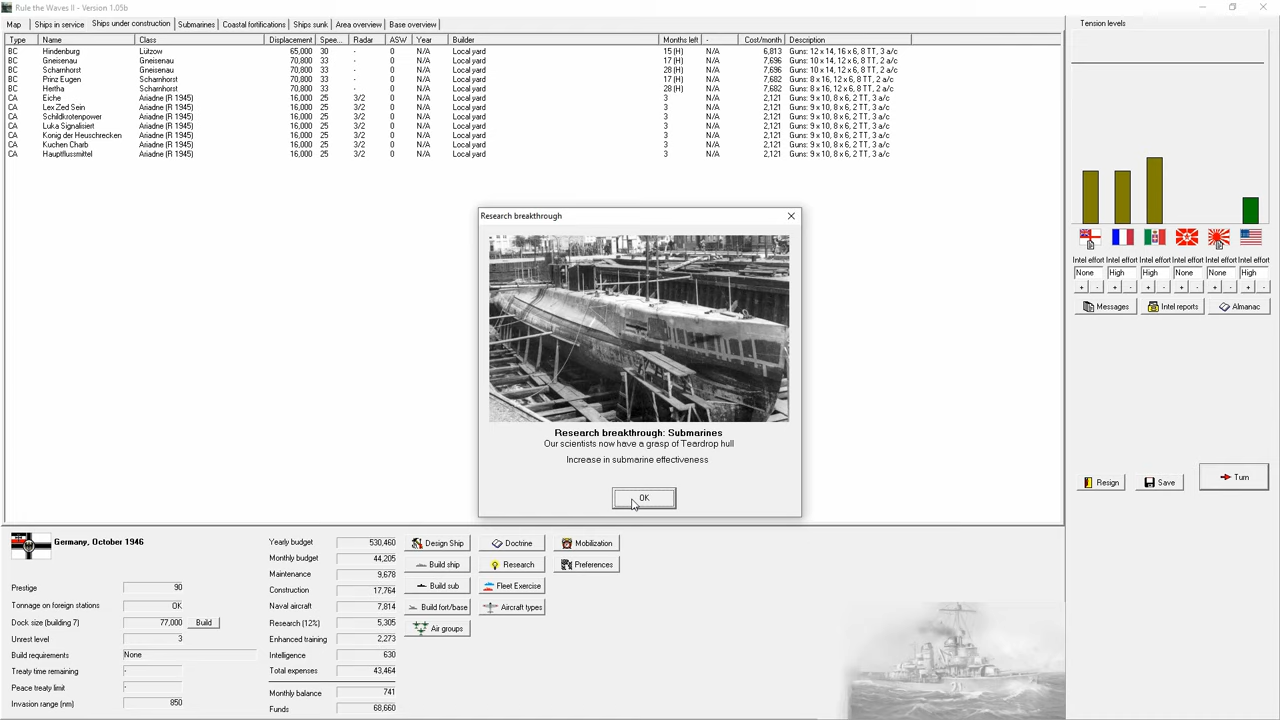 Rule the Waves II - Version 1.05b
Map Ships in service Ships under construction Submarines Coastal fortifications Ships sunk Area overview Base overview
Type Name Class Displacement Spee... Radar ASW Year Builder Months left - Cost/month Description
BC Hindenburg Lützow 65,000 30 - 0 N/A Local yard 15 (H) N/A 6,813 Guns: 12 x 14, 16 x 6, 8 TT, 3 a/c
BC Gneisenau Gneisenau 70,800 33 - 0 N/A Local yard 17 (H) N/A 7,696 Guns: 10 x 14, 12 x 6, 8 TT, 2 a/c
BC Scharnhorst Gneisenau 70,800 33 - 0 N/A Local yard 28 (H) N/A 7,696 Guns: 10 x 14, 12 x 6, 8 TT, 2 a/c
BC Prinz Eugen Scharnhorst 70,800 33 - 0 N/A Local yard 17 (H) N/A 7,682 Guns: 8 x 16, 12 x 6, 8 TT, 3 a/c
BC Hertha Scharnhorst 70,800 33 - 0 N/A Local yard 28 (H) N/A 7,682 Guns: 8 x 16, 12 x 6, 8 TT, 3 a/c
CA Eiche Ariadne (R 1945) 16,000 25 3/2 0 N/A Local yard 3 N/A 2,121 Guns: 9 x 10, 8 x 6, 2 TT, 3 a/c
CA Lex Zed Sein Ariadne (R 1945) 16,000 25 3/2 0 N/A Local yard 3 N/A 2,121 Guns: 9 x 10, 8 x 6, 2 TT, 3 a/c
CA Schildkrotenpower Ariadne (R 1945) 16,000 25 3/2 0 N/A Local yard 3 N/A 2,121 Guns: 9 x 10, 8 x 6, 2 TT, 3 a/c
CA Luka Signalisiert Ariadne (R 1945) 16,000 25 3/2 0 N/A Local yard 3 N/A 2,121 Guns: 9 x 10, 8 x 6, 2 TT, 3 a/c
CA Konig der Heuschrecken Ariadne (R 1945) 16,000 25 3/2 0 N/A Local yard 3 N/A 2,121 Guns: 9 x 10, 8 x 6, 2 TT, 3 a/c
CA Kuchen Charb Ariadne (R 1945) 16,000 25 3/2 0 N/A Local yard 3 N/A 2,121 Guns: 9 x 10, 8 x 6, 2 TT, 3 a/c
CA Hauptflussmittel Ariadne (R 1945) 16,000 25 3/2 0 N/A Local yard 3 N/A 2,121 Guns: 9 x 10, 8 x 6, 2 TT, 3 a/c
Research breakthrough
Research breakthrough: Submarines
Our scientists now have a grasp of Teardrop hull
Increase in submarine effectiveness
OK
Tension levels
Intel effort Intel effort Intel effort Intel effort Intel effort Intel effort
None High High None None High
+ - + - + - + - + - + -
Messages Intel reports Almanac
Resign Save Turn
Germany, October 1946
Prestige 90
Tonnage on foreign stations OK
Dock size (building 7) 77,000 Build
Unrest level 3
Build requirements None
Treaty time remaining -
Peace treaty limit -
Invasion range (nm) 850
Yearly budget 530,460
Monthly budget 44,205
Maintenance 9,678
Construction 17,764
Naval aircraft 7,814
Research (12%) 5,305
Enhanced training 2,273
Intelligence 630
Total expenses 43,464
Monthly balance 741
Funds 68,660
Design Ship Doctrine Mobilization
Build ship Research Preferences
Build sub Fleet Exercise
Build fort/base Aircraft types
Air groups